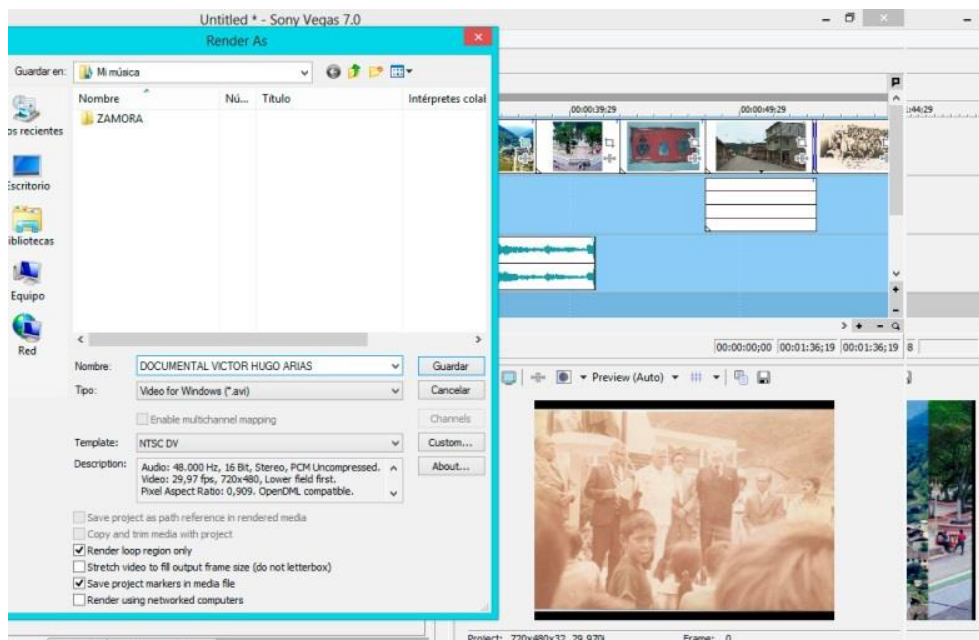 Untitled * - Sony Vegas 7.0
Render As
Guardar en:
Mi música
Nombre
Nú...
Título
Intérpretes colab
ZAMORA
os recientes
Escritorio
ibliotecas
Equipo
Red
Nombre:
DOCUMENTAL VICTOR HUGO ARIAS
Guardar
Tipo:
Video for Windows (*.avi)
Cancelar
Enable multichannel mapping
Channels
Template:
NTSC DV
Custom...
Description:
Audio: 48.000 Hz, 16 Bit, Stereo, PCM Uncompressed.
Video: 29,97 fps, 720x480, Lower field first.
Pixel Aspect Ratio: 0,909. OpenDML compatible.
About...
Save project as path reference in rendered media
Copy and trim media with project
Render loop region only
Stretch video to fill output frame size (do not letterbox)
Save project markers in media file
Render using networked computers
00:00:39;29
00:00:49;29
1:44;29
00:00:00;00
00:01:36;19
00:01:36;19
8
Preview (Auto)
Project: 720x480x32, 29,970i
Frame: 0